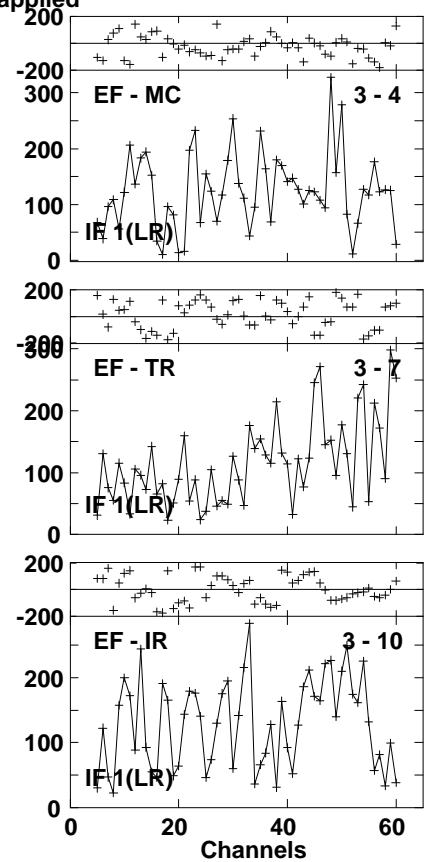 applied
200
-200
300
EF - MC 3 - 4
200
100
IF 1(LR)
0
200
-200
300
EF - TR 3 - 7
200
100
IF 1(LR)
0
200
-200
EF - IR 3 - 10
200
100
IF 1(LR)
0
0 20 40 60
Channels